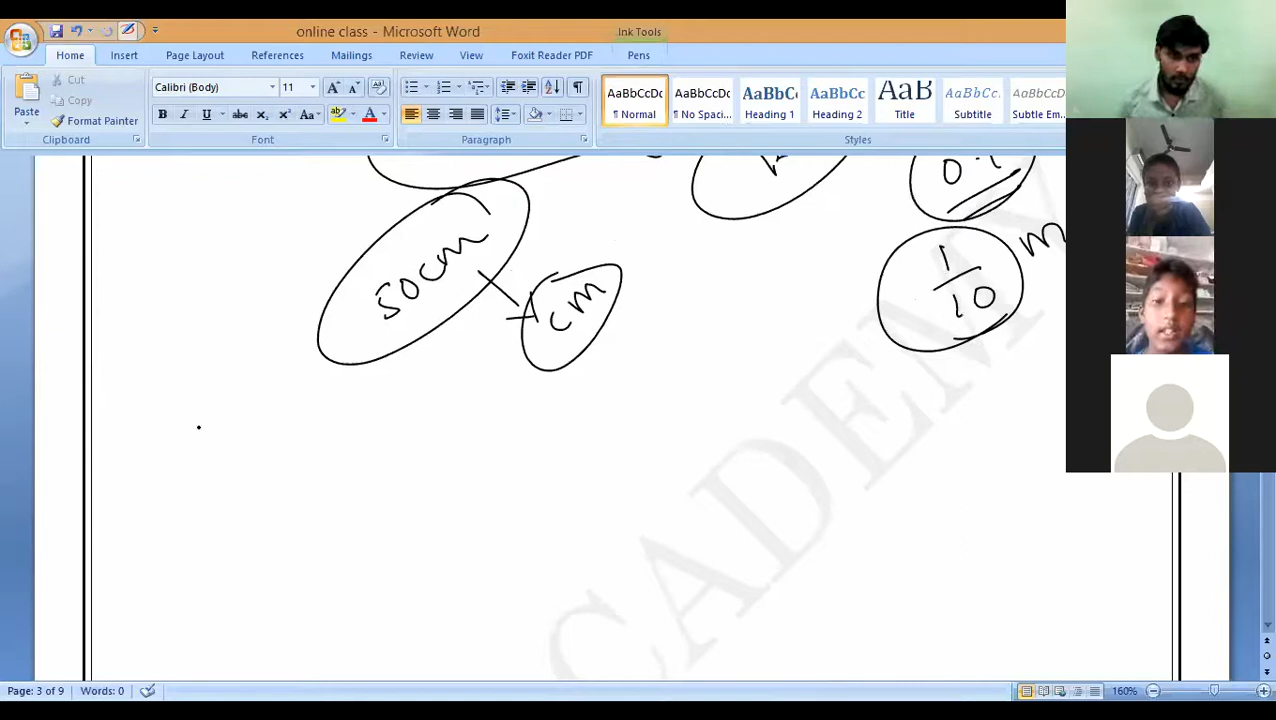 online class - Microsoft Word
Ink Tools
Home Insert Page Layout References Mailings Review View Foxit Reader PDF Pens
Paste
Cut
Copy
Format Painter
Clipboard
Calibri (Body) 11
Font
Paragraph
AaBbCcDc AaBbCcDc AaBbCc AaBbCc AaB AaBbCc. AaBbCcDc
¶ Normal ¶ No Spaci... Heading 1 Heading 2 Title Subtitle Subtle Em...
Styles
50cm
cm
1
10
m
CADEMY
Page: 3 of 9 Words: 0 160%